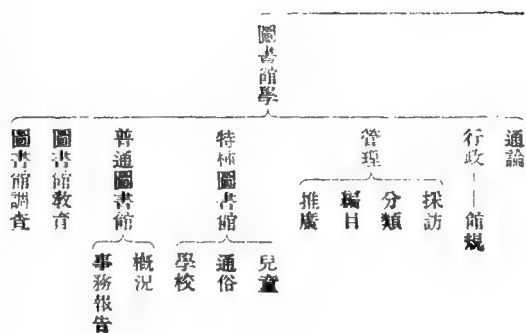 圖書館學
通論
行政——館規
管理
採訪
分類
編目
推廣
特種圖書館
兒童
通俗
學校
普通圖書館
概況
事務報告
圖書館教育
圖書館調查